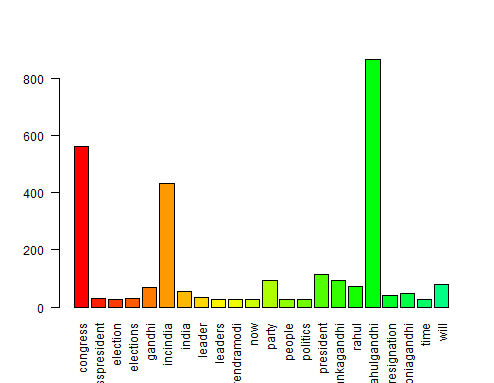 800
600
400
200
0
congress
sspresident
election
elections
gandhi
incindia
india
leader
leaders
rendramodi
now
party
people
politics
president
nkagandhi
rahul
ahulgandhi
resignation
oniagandhi
time
will